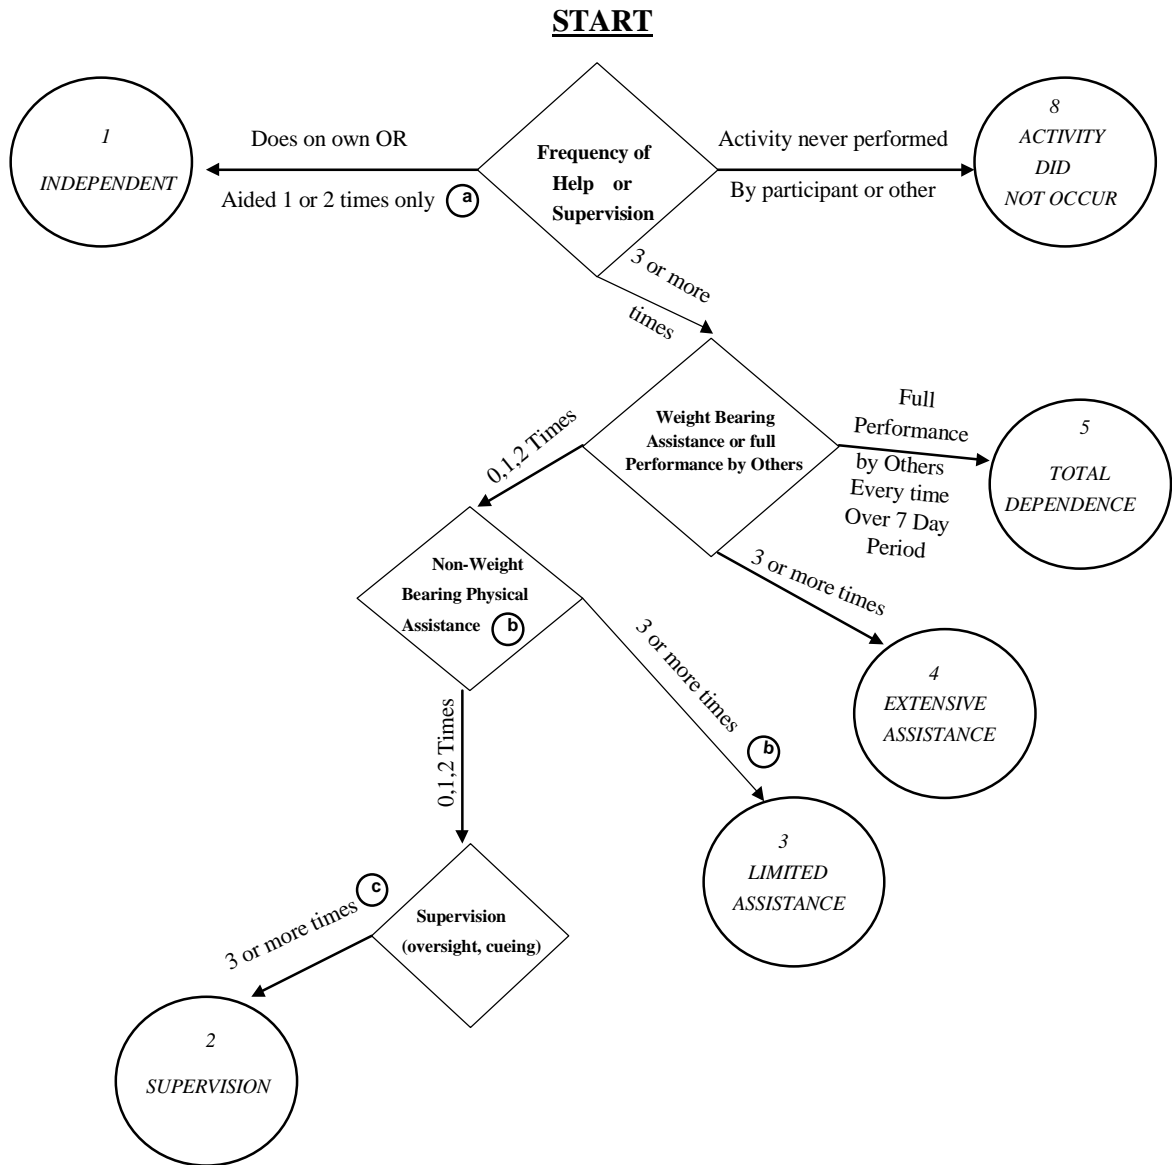 START
1
INDEPENDENT
Does on own OR
Aided 1 or 2 times only a
Frequency of
Help or
Supervision
Activity never performed
By participant or other
8
ACTIVITY
DID
NOT OCCUR
3 or more
times
Weight Bearing
Assistance or full
Performance by Others
Full
Performance
by Others
Every time
Over 7 Day
Period
5
TOTAL
DEPENDENCE
0,1,2 Times
3 or more times
4
EXTENSIVE
ASSISTANCE
Non-Weight
Bearing Physical
Assistance b
3 or more times b
3
LIMITED
ASSISTANCE
0,1,2 Times
Supervision
(oversight, cueing)
3 or more times c
2
SUPERVISION